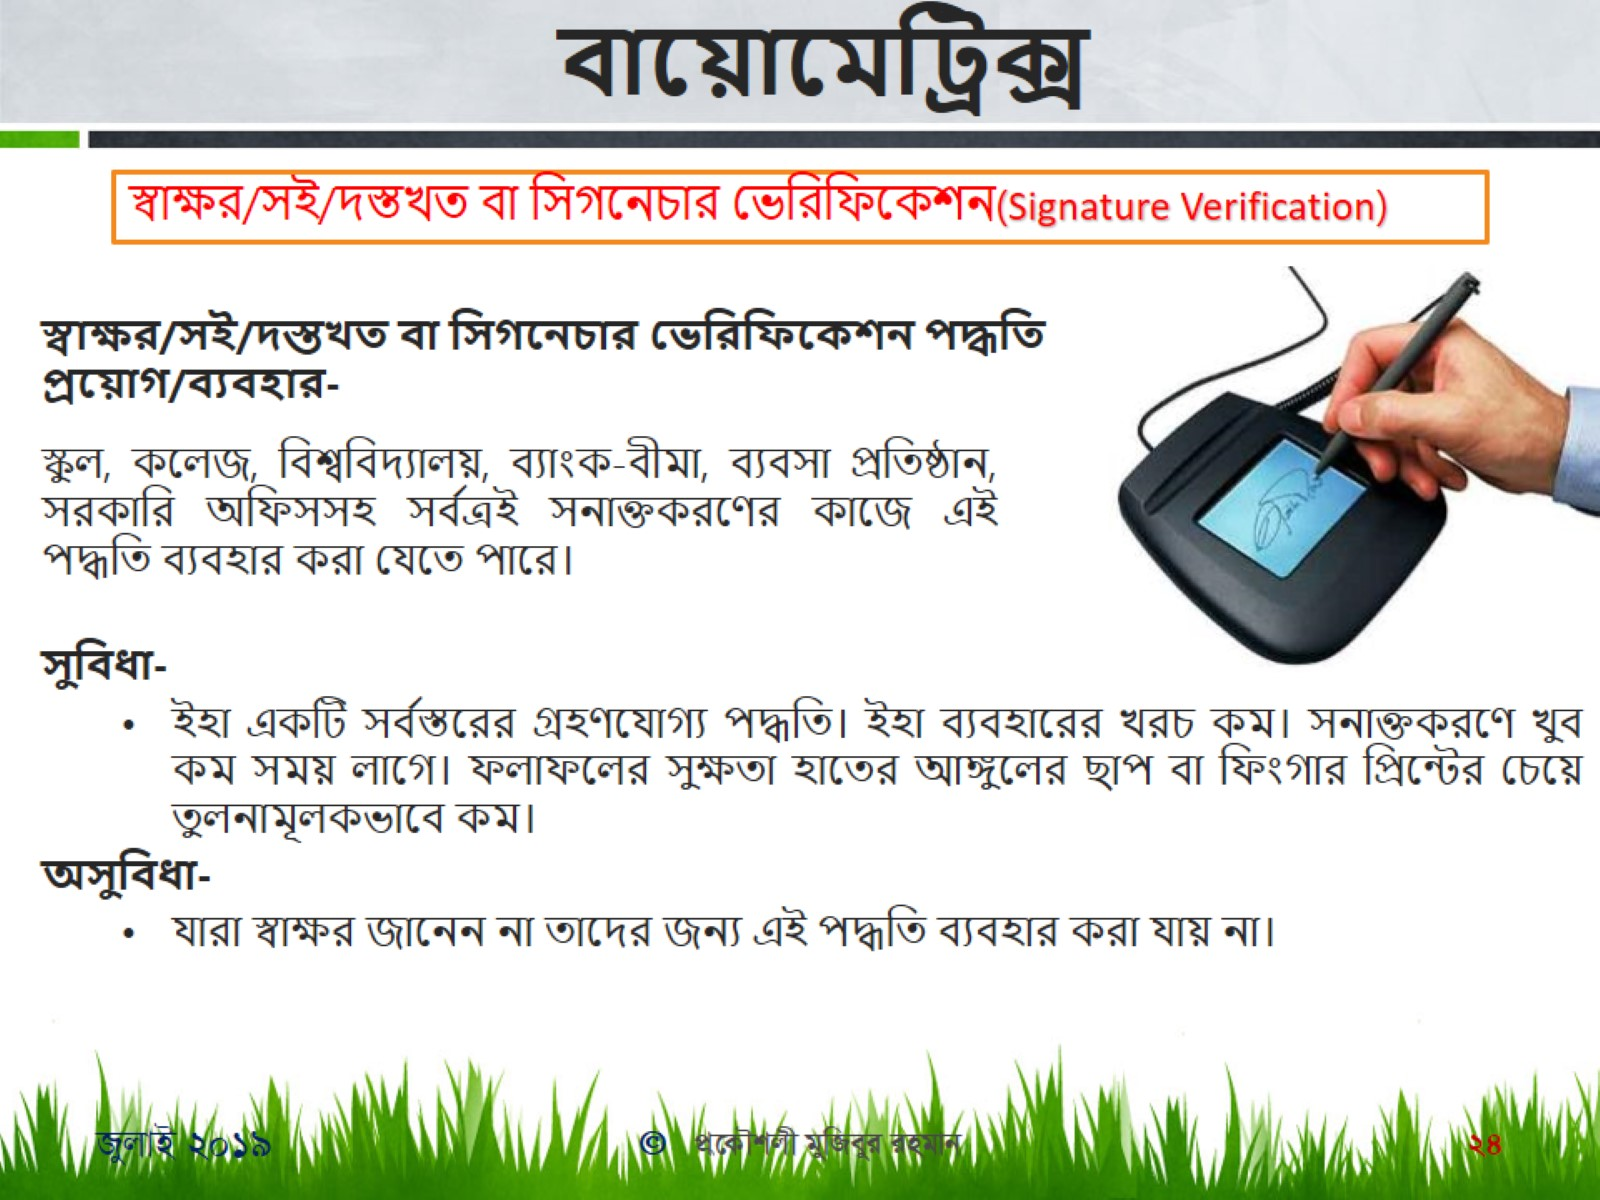 বায়োমেট্রিক্স
স্বাক্ষর/সই/দস্তখত বা সিগনেচার ভেরিফিকেশন(Signature Verification)
স্বাক্ষর/সই/দস্তখত বা সিগনেচার ভেরিফিকেশন পদ্ধতি
প্রয়োগ/ব্যবহার-
স্কুল, কলেজ, বিশ্ববিদ্যালয়, ব্যাংক-বীমা, ব্যবসা প্রতিষ্ঠান,
সরকারি অফিসসহ সর্বত্রই সনাক্তকরণের কাজে এই
পদ্ধতি ব্যবহার করা যেতে পারে।
সুবিধা-
• ইহা একটি সর্বস্তরের গ্রহণযোগ্য পদ্ধতি। ইহা ব্যবহারের খরচ কম। সনাক্তকরণে খুব
কম সময় লাগে। ফলাফলের সুক্ষতা হাতের আঙ্গুলের ছাপ বা ফিংগার প্রিন্টের চেয়ে
তুলনামূলকভাবে কম।
অসুবিধা-
• যারা স্বাক্ষর জানেন না তাদের জন্য এই পদ্ধতি ব্যবহার করা যায় না।
জুলাই ২০১৯ © প্রকৌশলী মুজিবুর রহমান ২৪